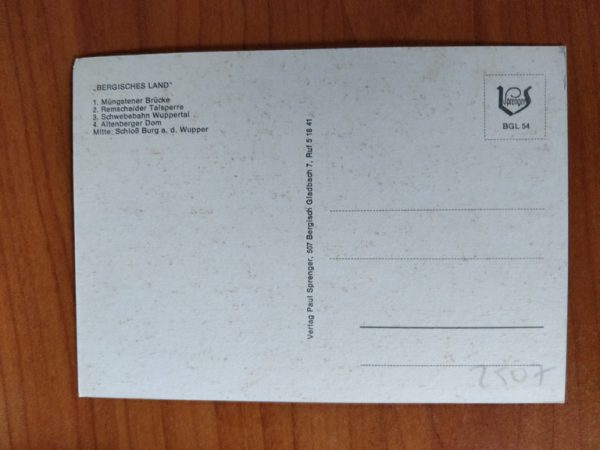 „BERGISCHES LAND“
1. Müngstener Brücke
2. Remscheider Talsperre
3. Schwebebahn Wuppertal
4. Altenberger Dom
Mitte: Schloß Burg a. d. Wupper
Verlag Paul Sprenger, 507 Bergisch Gladbach 7, Ruf 5 18 41
Sprenger
BGL 54
2507